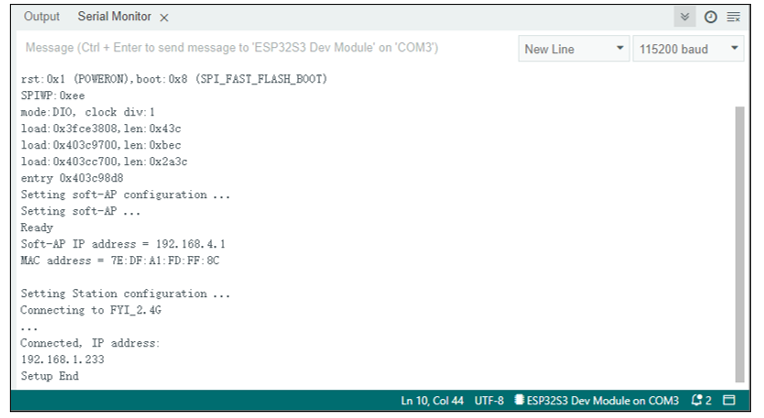 Output Serial Monitor ×
Message (Ctrl + Enter to send message to 'ESP32S3 Dev Module' on 'COM3')
New Line
115200 baud
rst:0x1 (POWERON),boot:0x8 (SPI_FAST_FLASH_BOOT)
SPIWP:0xee
mode:DIO, clock div:1
load:0x3fce3808,len:0x43c
load:0x403c9700,len:0xbec
load:0x403cc700,len:0x2a3c
entry 0x403c98d8
Setting soft-AP configuration ...
Setting soft-AP ...
Ready
Soft-AP IP address = 192.168.4.1
MAC address = 7E:DF:A1:FD:FF:8C
Setting Station configuration ...
Connecting to FYI_2.4G
...
Connected, IP address:
192.168.1.233
Setup End
Ln 10, Col 44 UTF-8 ESP32S3 Dev Module on COM3 2